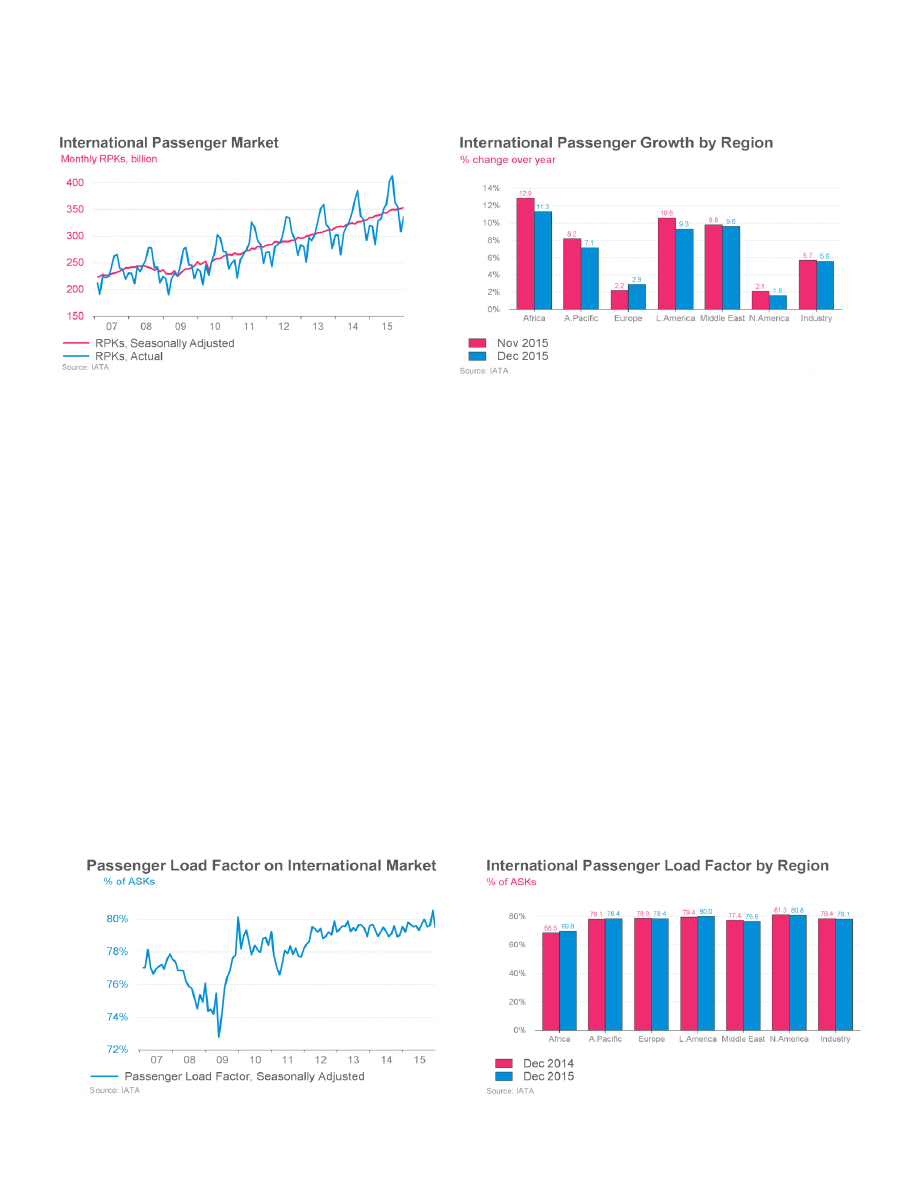 International Passenger Market
Monthly RPKs, billion
400
350
300
250
200
150
07 08 09 10 11 12 13 14 15
RPKs, Seasonally Adjusted
RPKs, Actual
Source: IATA
International Passenger Growth by Region
% change over year
14%
12%
10%
8%
6%
4%
2%
0%
12.9 11.3 8.2 7.1 2.2 2.9 10.6 9.3 9.8 9.6 2.1 1.6 5.7 5.6
Africa A.Pacific Europe L.America Middle East N.America Industry
Nov 2015
Dec 2015
Source: IATA
Passenger Load Factor on International Market
% of ASKs
80%
78%
76%
74%
72%
07 08 09 10 11 12 13 14 15
Passenger Load Factor, Seasonally Adjusted
Source: IATA
International Passenger Load Factor by Region
% of ASKs
80%
60%
40%
20%
0%
68.5 69.8 78.1 78.4 78.9 78.4 79.4 80.0 77.4 76.6 81.3 80.8 78.4 78.1
Africa A.Pacific Europe L.America Middle East N.America Industry
Dec 2014
Dec 2015
Source: IATA